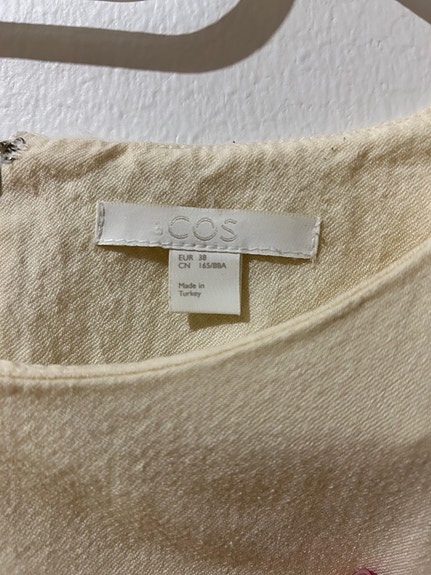 COS
EUR 38
CN 165/88A
Made in
Turkey